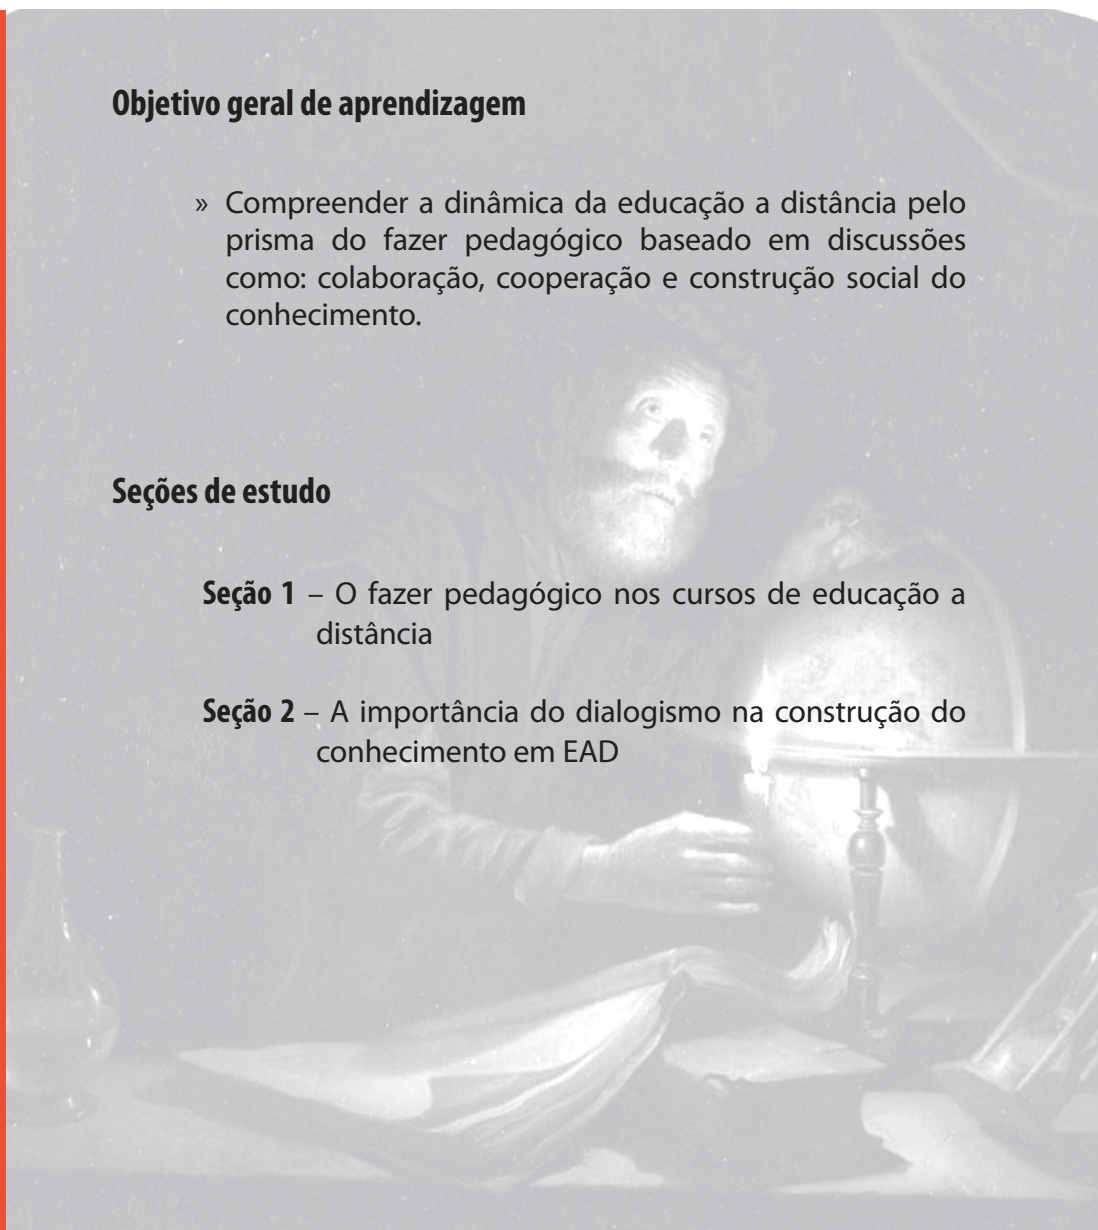 Objetivo geral de aprendizagem
» Compreender a dinâmica da educação a distância pelo
prisma do fazer pedagógico baseado em discussões
como: colaboração, cooperação e construção social do
conhecimento.
Seções de estudo
Seção 1 – O fazer pedagógico nos cursos de educação a
distância
Seção 2 – A importância do dialogismo na construção do
conhecimento em EAD